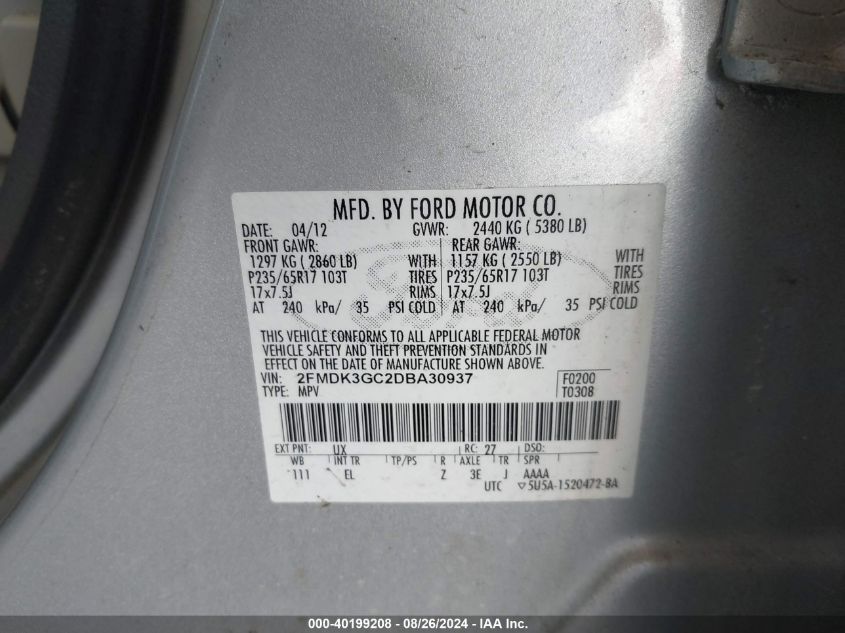 MFD. BY FORD MOTOR CO.
DATE: 04/12 GVWR: 2440 KG ( 5380 LB)
FRONT GAWR: REAR GAWR:
1297 KG ( 2860 LB) WITH 1157 KG ( 2550 LB) WITH
P235/65R17 103T TIRES P235/65R17 103T TIRES
17x7.5J RIMS 17x7.5J RIMS
AT 240 kPa/ 35 PSI COLD AT 240 kPa/ 35 PSI COLD
THIS VEHICLE CONFORMS TO ALL APPLICABLE FEDERAL MOTOR
VEHICLE SAFETY AND THEFT PREVENTION STANDARDS IN
EFFECT ON THE DATE OF MANUFACTURE SHOWN ABOVE.
VIN: 2FMDK3GC2DBA30937 F0200
TYPE: MPV T0308
EXT PNT: UX RC: 27 DSO:
WB INT TR TP/PS R AXLE TR SPR
111 EL Z 3E J AAAA
UTC ▽5U5A-1520472-BA
000-40199208 - 08/26/2024 - IAA Inc.